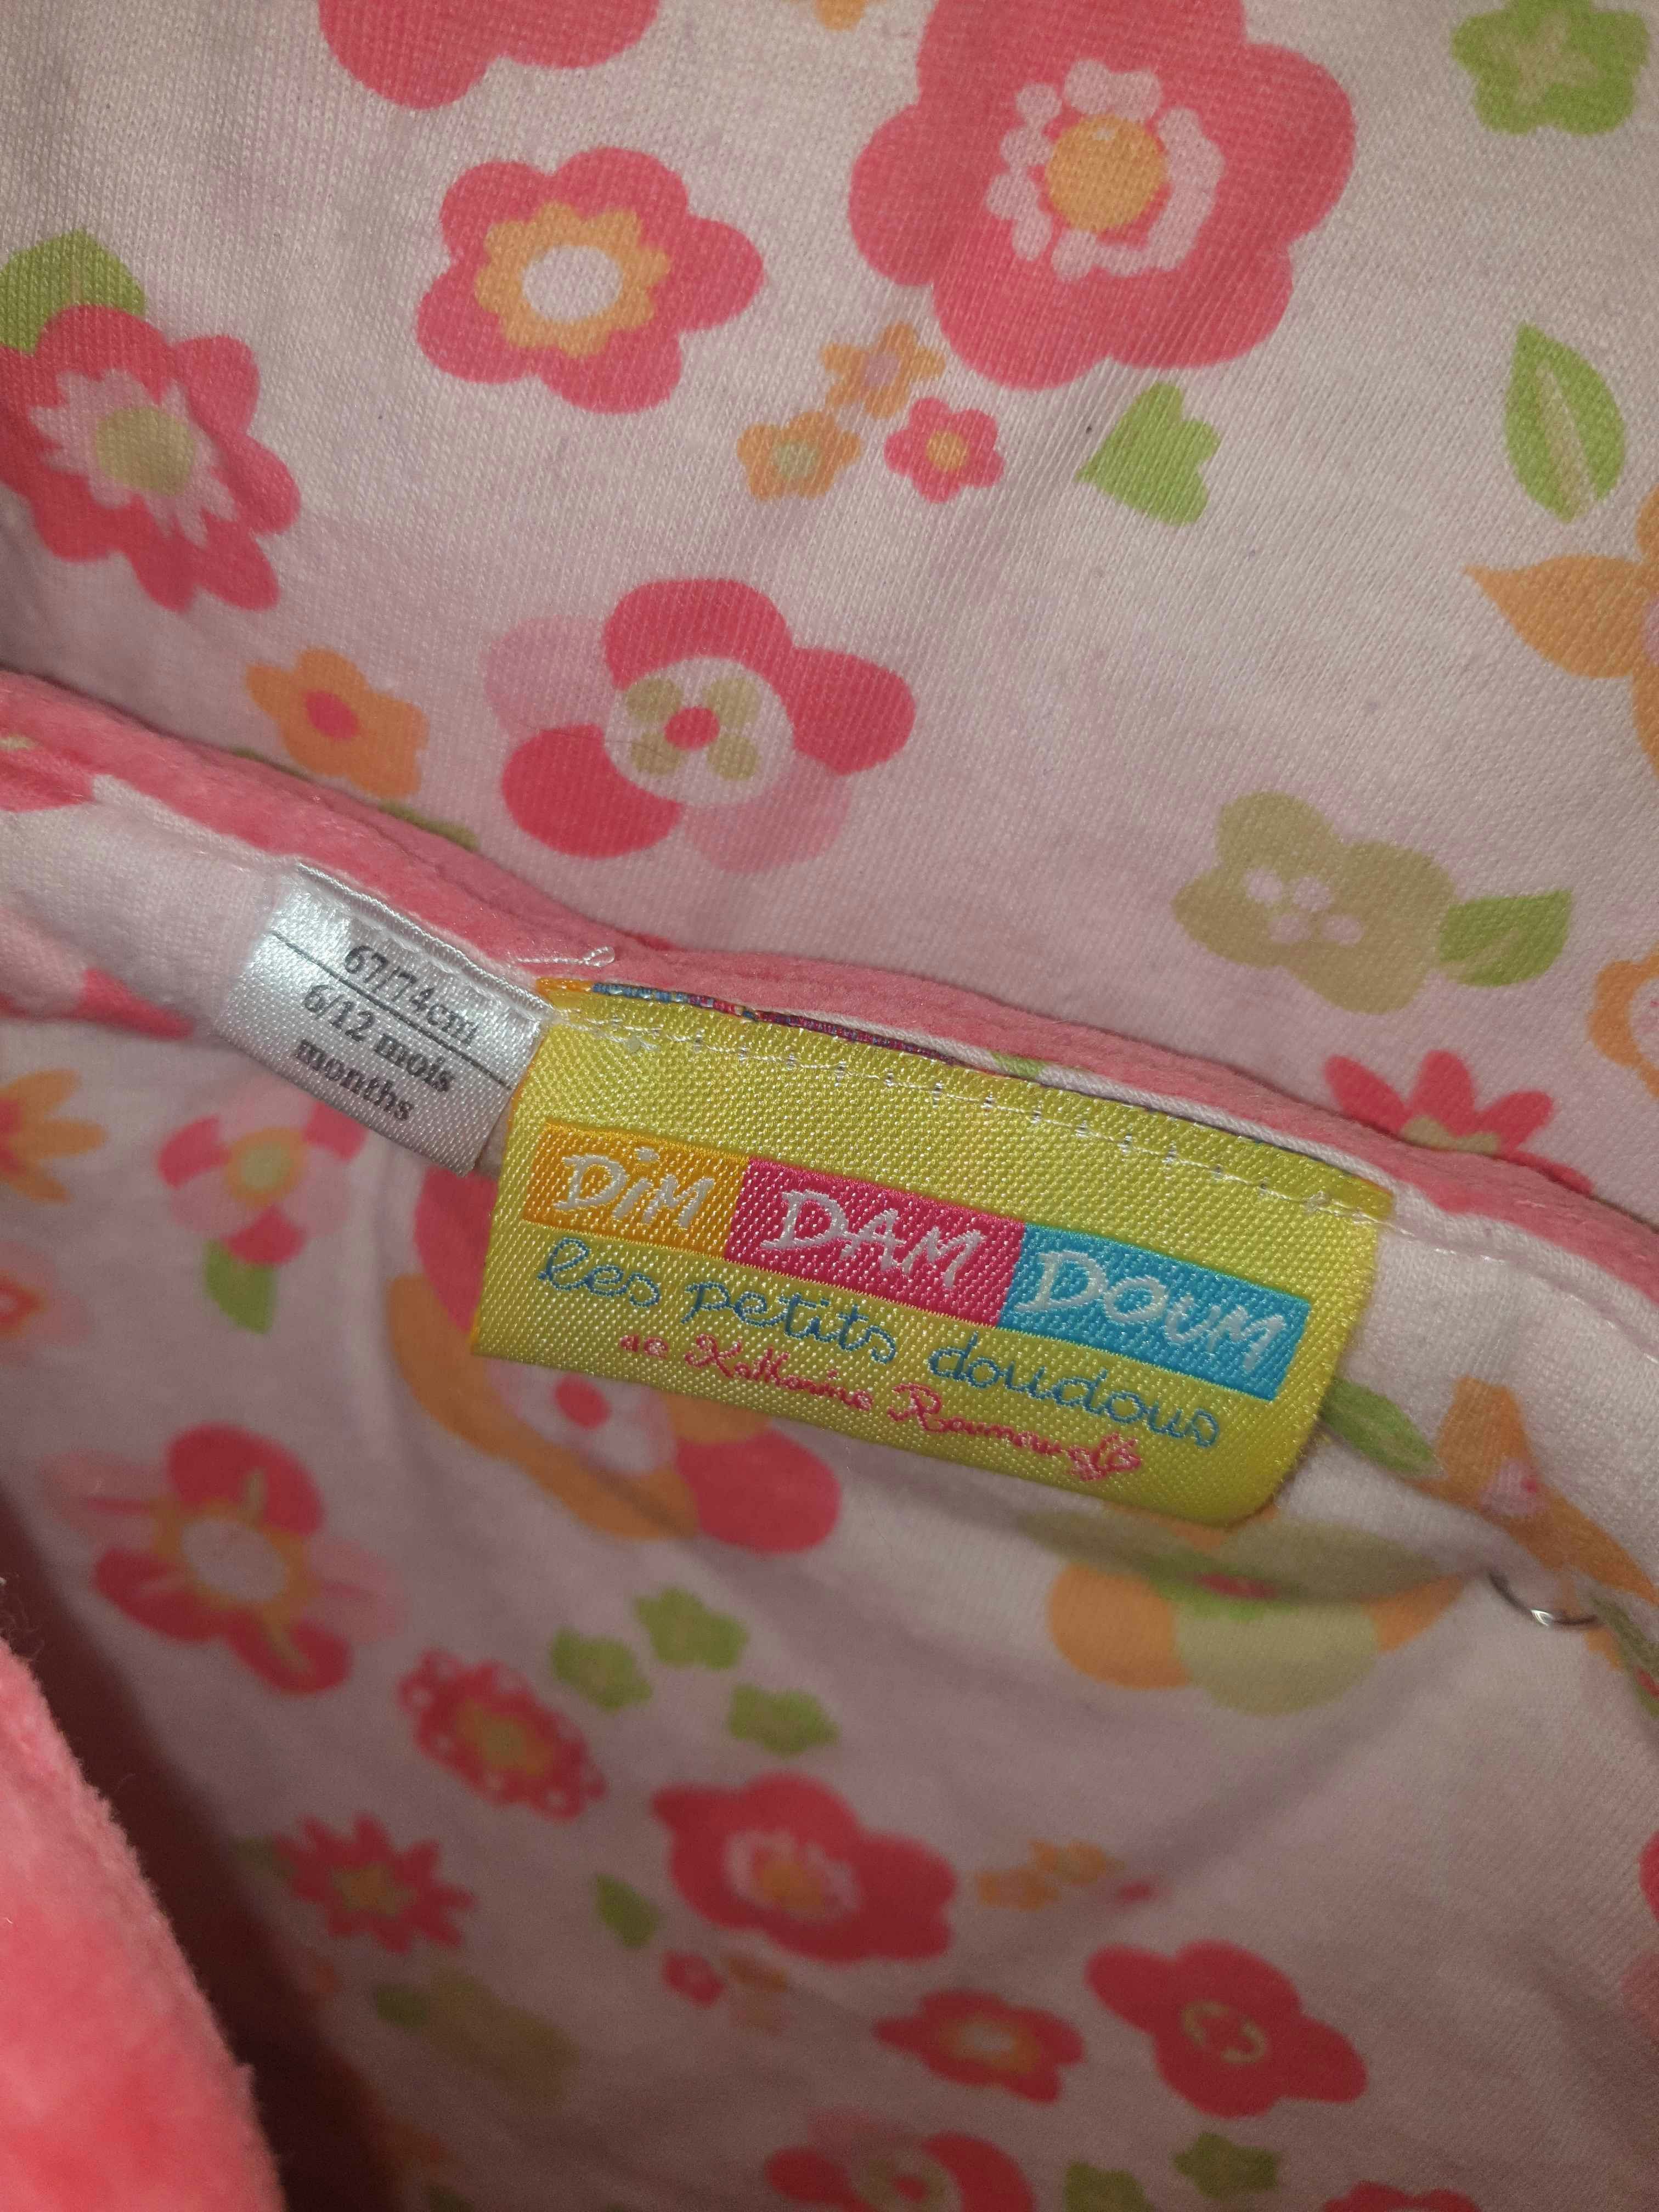 67/74cm
6/12 mois
months
DiM DAM DOUM
les petits doudous
de Katherine Roumanoff